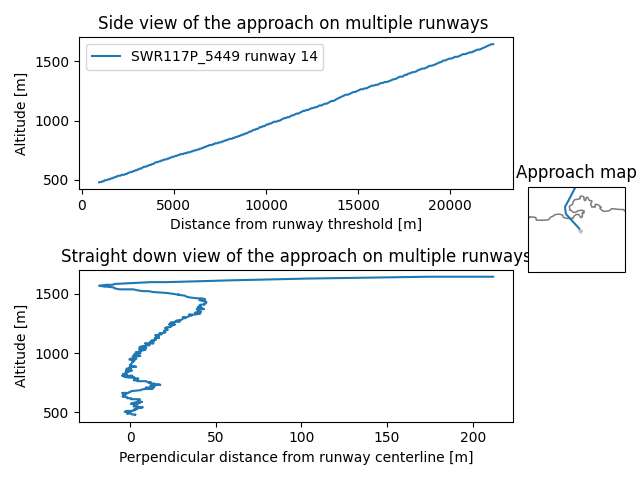 Side view of the approach on multiple runways
SWR117P_5449 runway 14
Altitude [m]
1500
1000
500
0
5000
10000
15000
20000
Distance from runway threshold [m]
Approach map
Straight down view of the approach on multiple runways
Altitude [m]
1500
1000
500
0
50
100
150
200
Perpendicular distance from runway centerline [m]